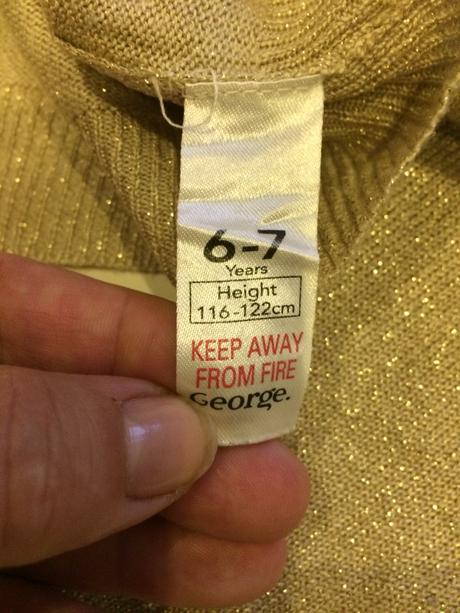 6-7
Years
Height
116-122cm
KEEP AWAY
FROM FIRE
George.